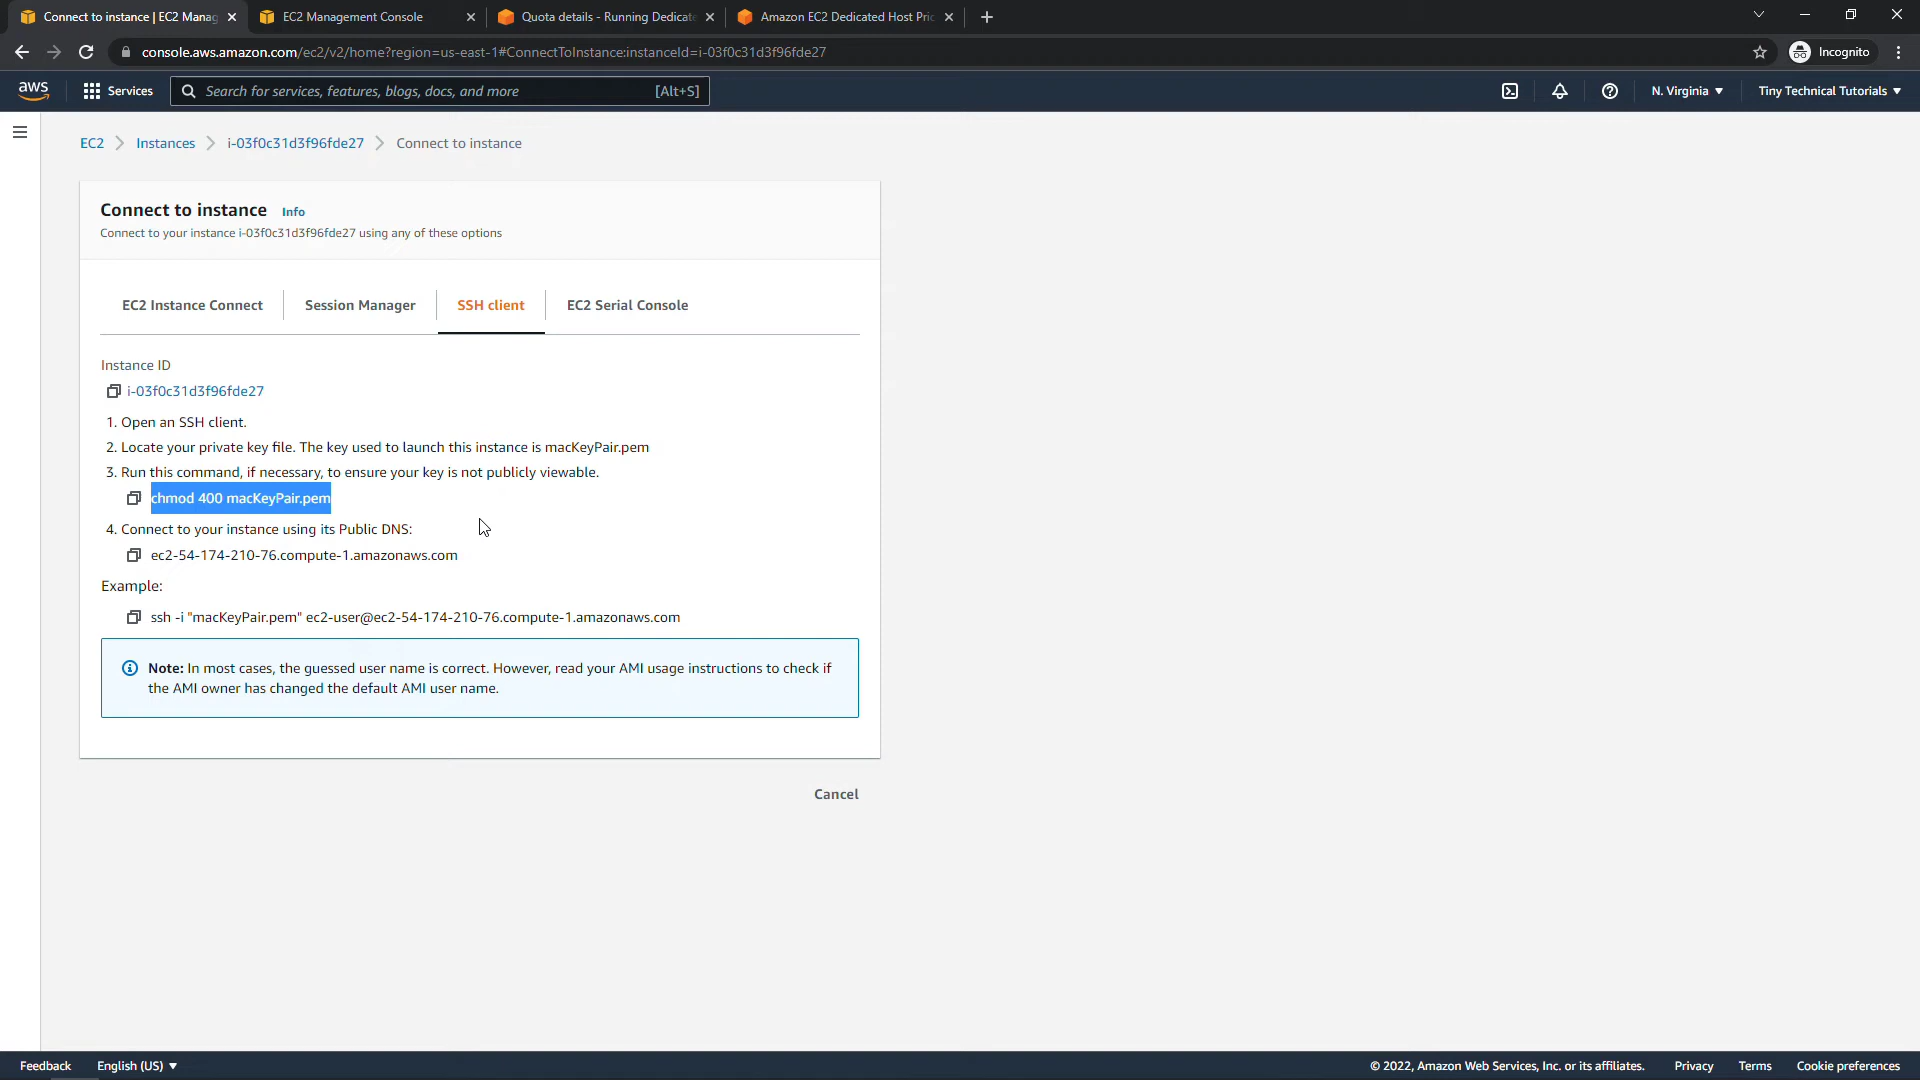 Connect to instance | EC2 Manag
EC2 Management Console
Quota details - Running Dedicate
Amazon EC2 Dedicated Host Pric
console.aws.amazon.com/ec2/v2/home?region=us-east-1#ConnectToInstance:instanceId=i-03f0c31d3f96fde27
Incognito
aws
Services
Search for services, features, blogs, docs, and more
[Alt+S]
N. Virginia
Tiny Technical Tutorials
EC2
Instances
i-03f0c31d3f96fde27
Connect to instance
Connect to instance
Info
Connect to your instance i-03f0c31d3f96fde27 using any of these options
EC2 Instance Connect
Session Manager
SSH client
EC2 Serial Console
Instance ID
i-03f0c31d3f96fde27
1. Open an SSH client.
2. Locate your private key file. The key used to launch this instance is macKeyPair.pem
3. Run this command, if necessary, to ensure your key is not publicly viewable.
chmod 400 macKeyPair.pem
4. Connect to your instance using its Public DNS:
ec2-54-174-210-76.compute-1.amazonaws.com
Example:
ssh -i "macKeyPair.pem" ec2-user@ec2-54-174-210-76.compute-1.amazonaws.com
Note: In most cases, the guessed user name is correct. However, read your AMI usage instructions to check if
the AMI owner has changed the default AMI user name.
Cancel
Feedback
English (US)
© 2022, Amazon Web Services, Inc. or its affiliates.
Privacy
Terms
Cookie preferences